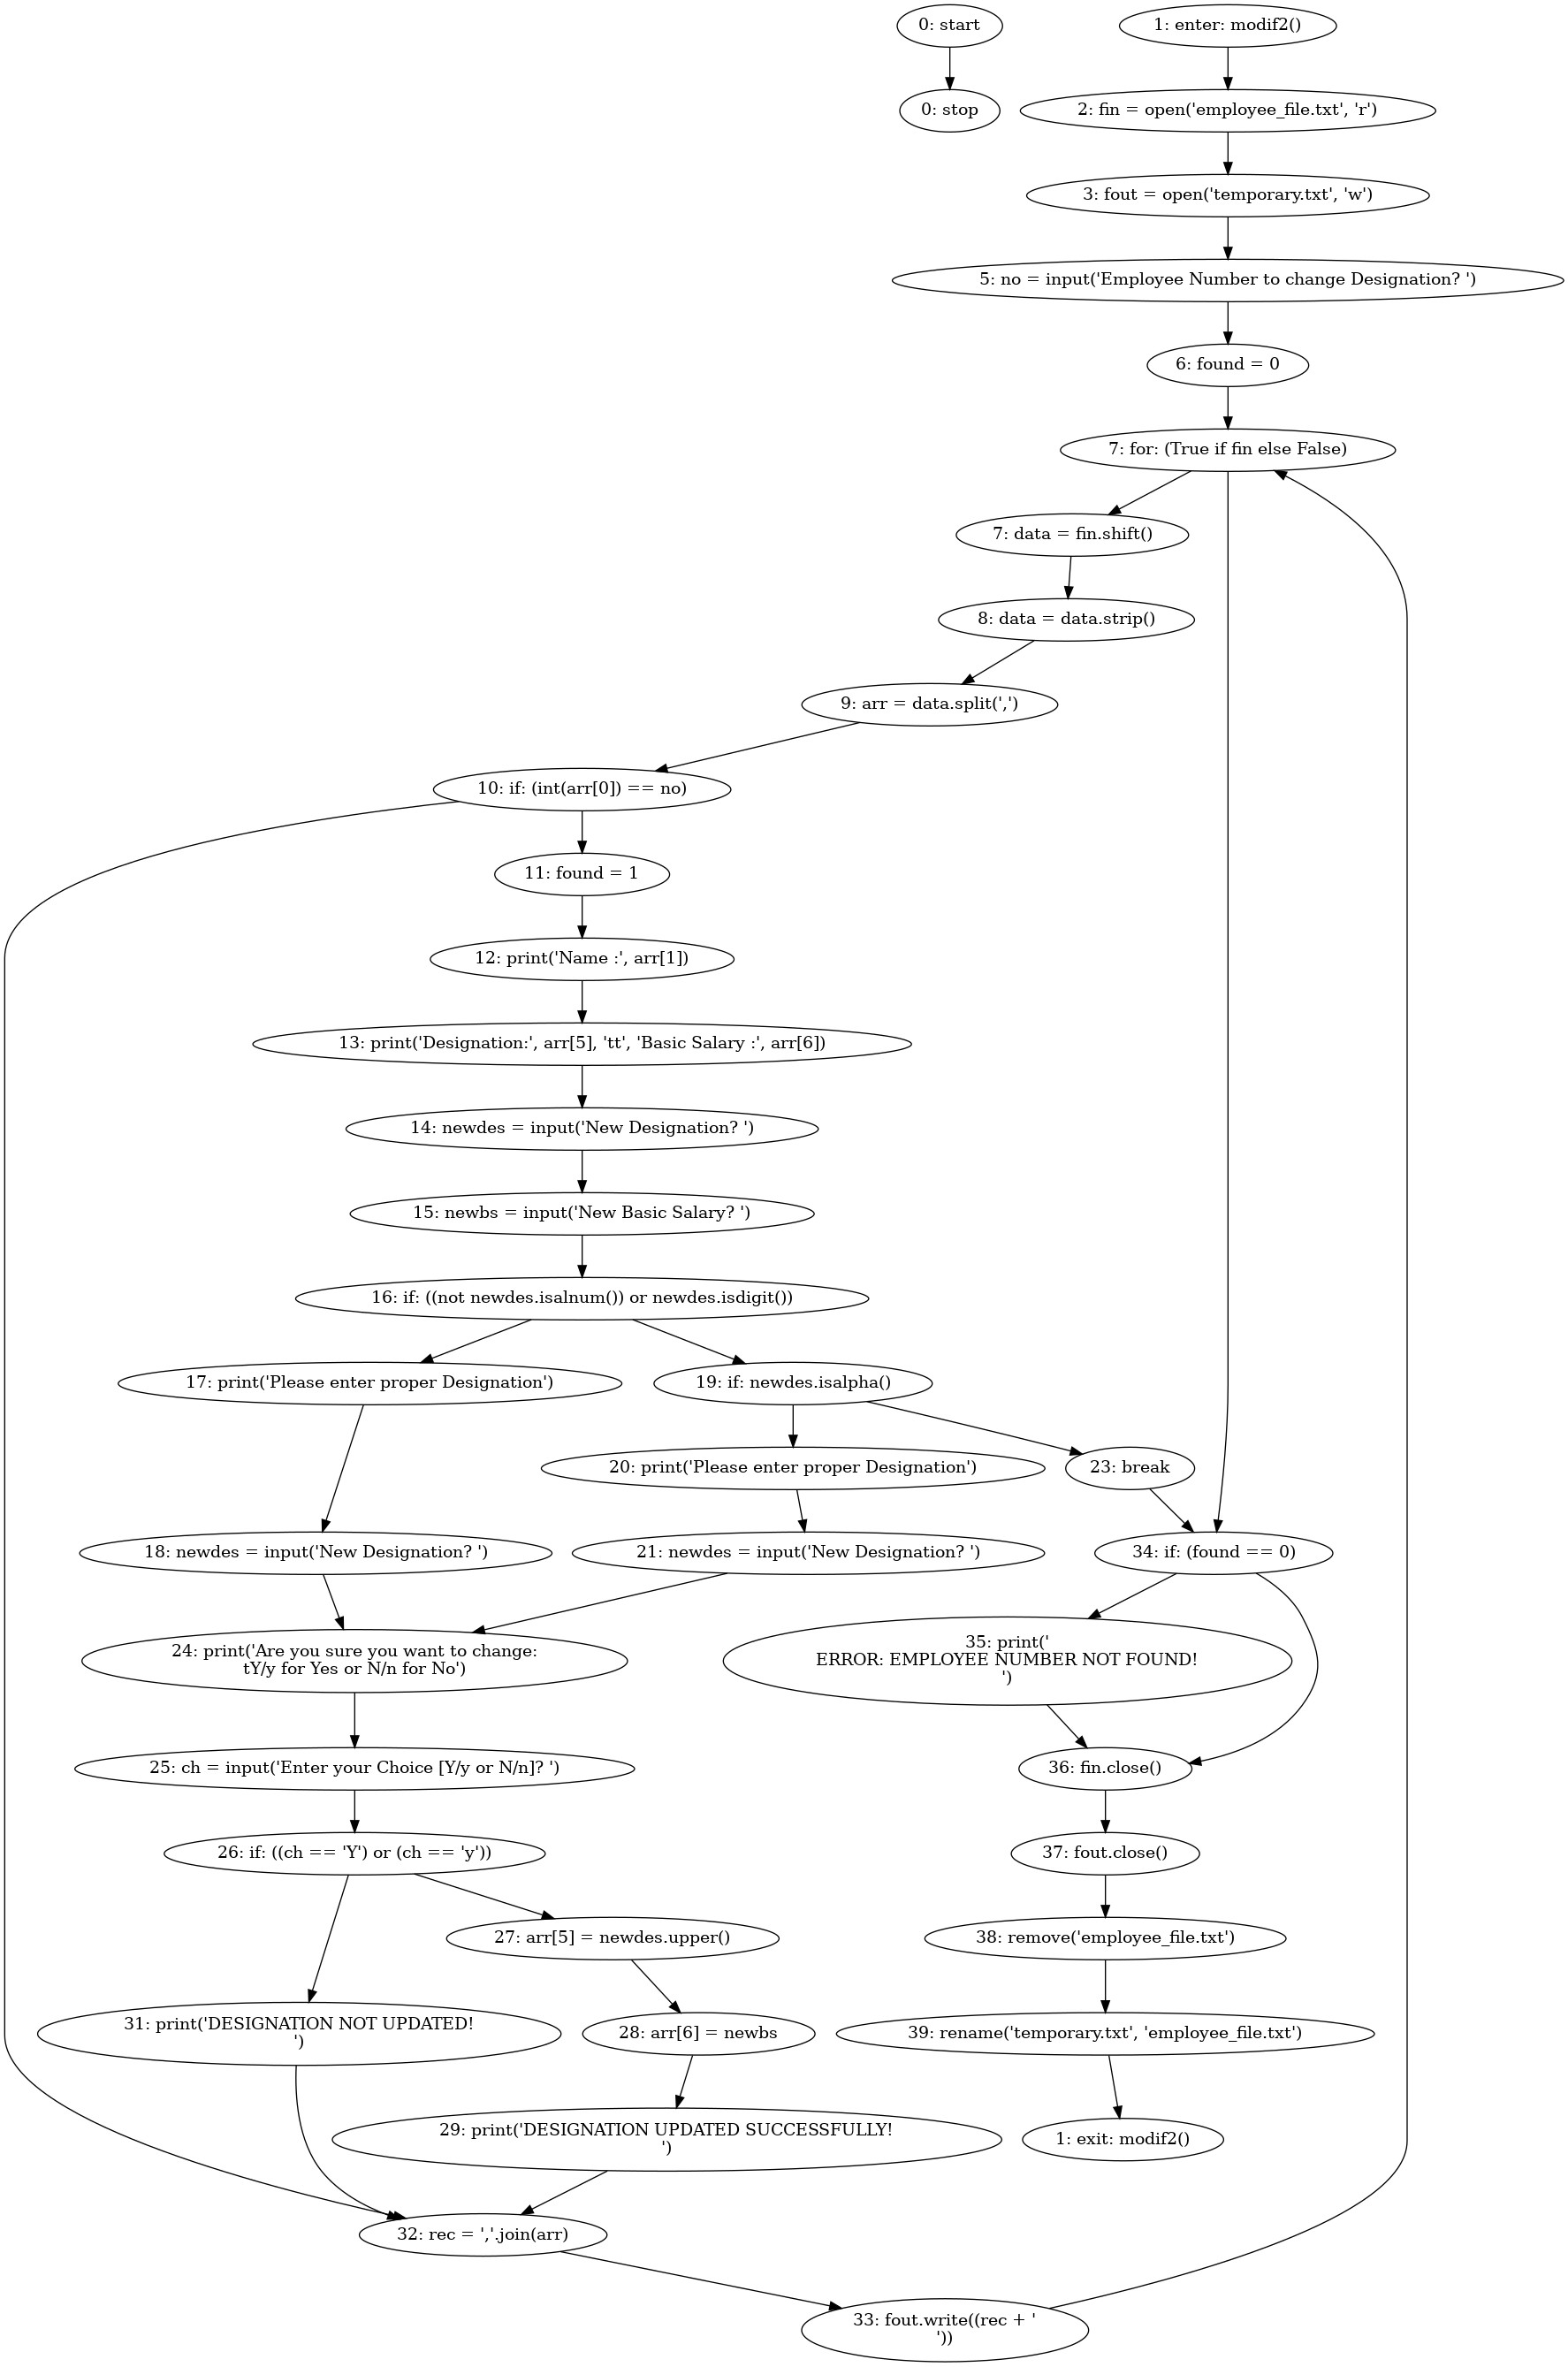 0: start
1: enter: modif2()
0: stop
2: fin = open('employee_file.txt', 'r')
3: fout = open('temporary.txt', 'w')
5: no = input('Employee Number to change Designation? ')
6: found = 0
7: for: (True if fin else False)
7: data = fin.shift()
8: data = data.strip()
9: arr = data.split(',')
10: if: (int(arr[0]) == no)
11: found = 1
12: print('Name :', arr[1])
13: print('Designation:', arr[5], 'tt', 'Basic Salary :', arr[6])
14: newdes = input('New Designation? ')
15: newbs = input('New Basic Salary? ')
16: if: ((not newdes.isalnum()) or newdes.isdigit())
17: print('Please enter proper Designation')
19: if: newdes.isalpha()
20: print('Please enter proper Designation')
23: break
18: newdes = input('New Designation? ')
21: newdes = input('New Designation? ')
34: if: (found == 0)
24: print('Are you sure you want to change:
tY/y for Yes or N/n for No')
35: print('
ERROR: EMPLOYEE NUMBER NOT FOUND!
')
25: ch = input('Enter your Choice [Y/y or N/n]? ')
36: fin.close()
26: if: ((ch == 'Y') or (ch == 'y'))
37: fout.close()
27: arr[5] = newdes.upper()
38: remove('employee_file.txt')
31: print('DESIGNATION NOT UPDATED!
')
28: arr[6] = newbs
39: rename('temporary.txt', 'employee_file.txt')
29: print('DESIGNATION UPDATED SUCCESSFULLY!
')
1: exit: modif2()
32: rec = ','.join(arr)
33: fout.write((rec + '
'))